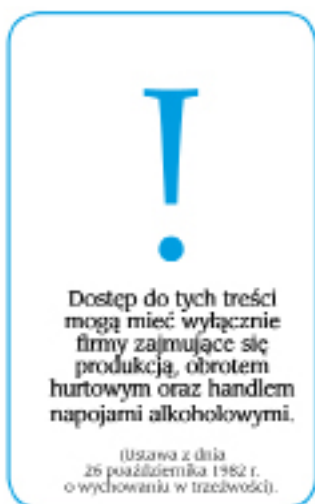 !
Dostęp do tych treści
mogą mieć wyłącznie
firmy zajmujące się
produkcją, obrotem
hurtowym oraz handlem
napojami alkoholowymi.
(Ustawa z dnia
26 października 1982 r.
o wychowaniu w trzeźwości).